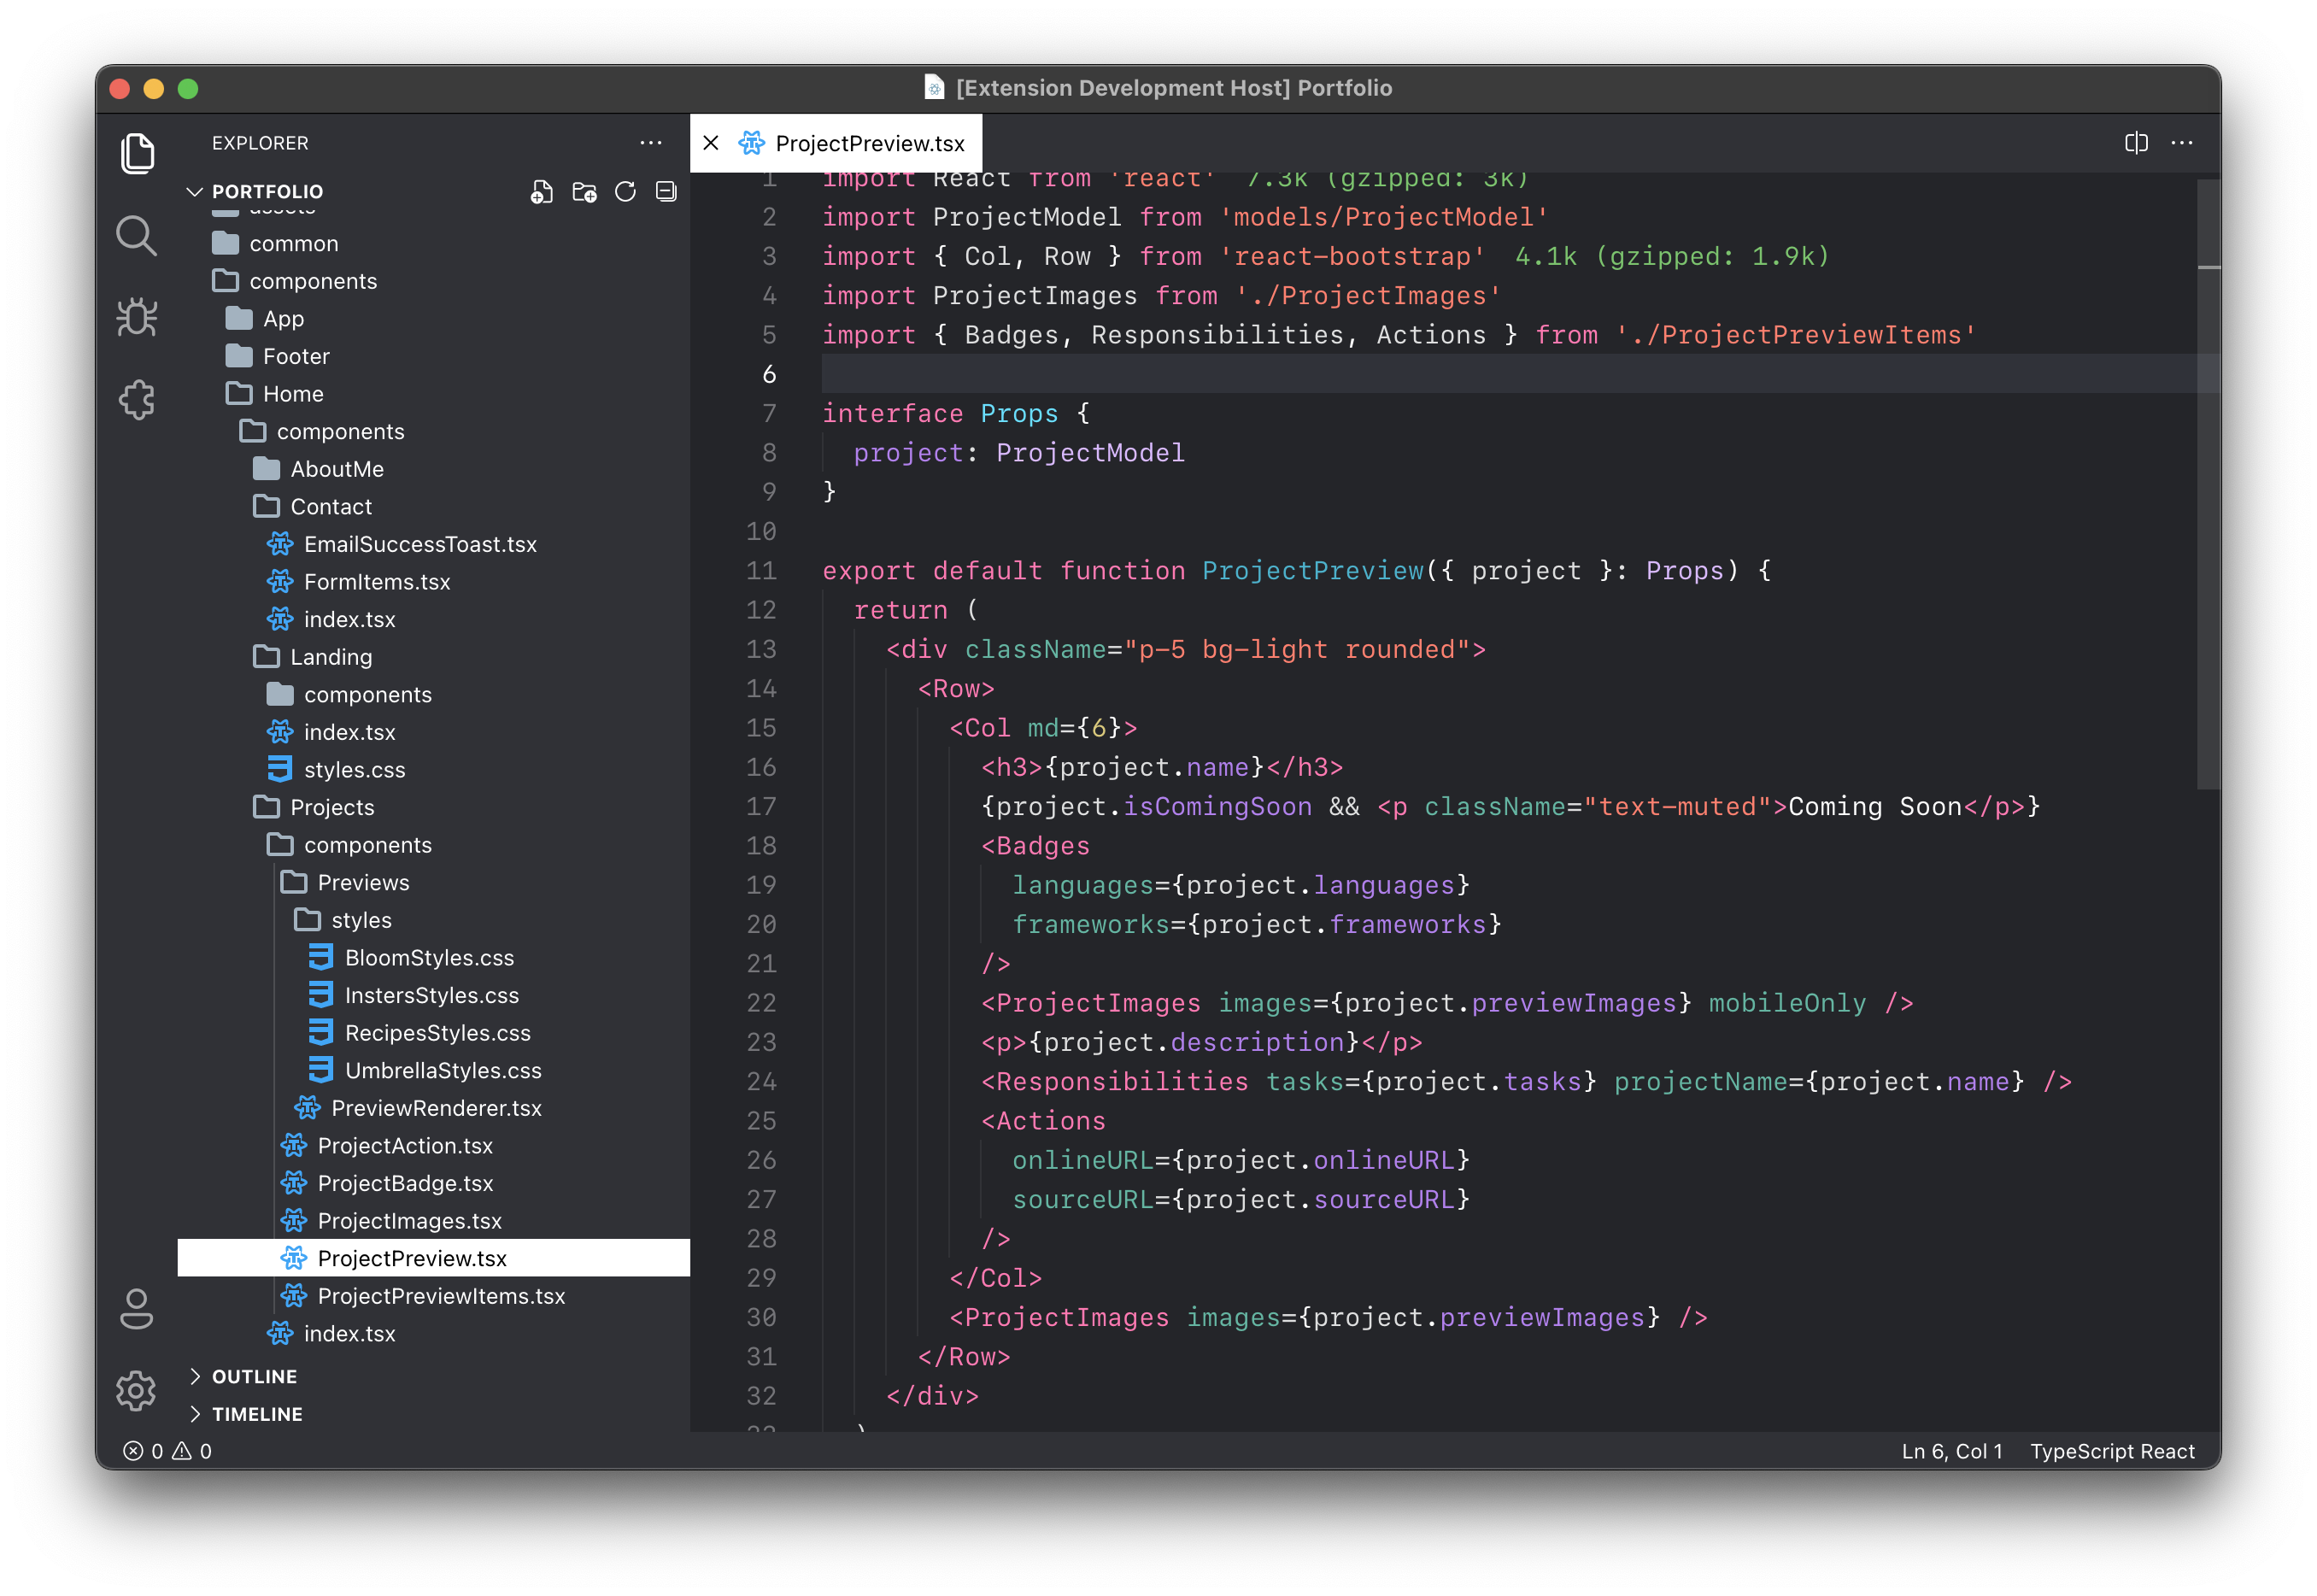 [Extension Development Host] Portfolio
EXPLORER
PORTFOLIO
assets
common
components
App
Footer
Home
components
AboutMe
Contact
EmailSuccessToast.tsx
FormItems.tsx
index.tsx
Landing
components
index.tsx
styles.css
Projects
components
Previews
styles
BloomStyles.css
InstersStyles.css
RecipesStyles.css
UmbrellaStyles.css
PreviewRenderer.tsx
ProjectAction.tsx
ProjectBadge.tsx
ProjectImages.tsx
ProjectPreview.tsx
ProjectPreviewItems.tsx
index.tsx
OUTLINE
TIMELINE
ProjectPreview.tsx
1 import React from 'react' 7.3k (gzipped: 3k)
2 import ProjectModel from 'models/ProjectModel'
3 import { Col, Row } from 'react-bootstrap' 4.1k (gzipped: 1.9k)
4 import ProjectImages from './ProjectImages'
5 import { Badges, Responsibilities, Actions } from './ProjectPreviewItems'
6
7 interface Props {
8 project: ProjectModel
9 }
10
11 export default function ProjectPreview({ project }: Props) {
12 return (
13 <div className="p-5 bg-light rounded">
14 <Row>
15 <Col md={6}>
16 <h3>{project.name}</h3>
17 {project.isComingSoon && <p className="text-muted">Coming Soon</p>}
18 <Badges
19 languages={project.languages}
20 frameworks={project.frameworks}
21 />
22 <ProjectImages images={project.previewImages} mobileOnly />
23 <p>{project.description}</p>
24 <Responsibilities tasks={project.tasks} projectName={project.name} />
25 <Actions
26 onlineURL={project.onlineURL}
27 sourceURL={project.sourceURL}
28 />
29 </Col>
30 <ProjectImages images={project.previewImages} />
31 </Row>
32 </div>
33 )
0 0
Ln 6, Col 1 TypeScript React